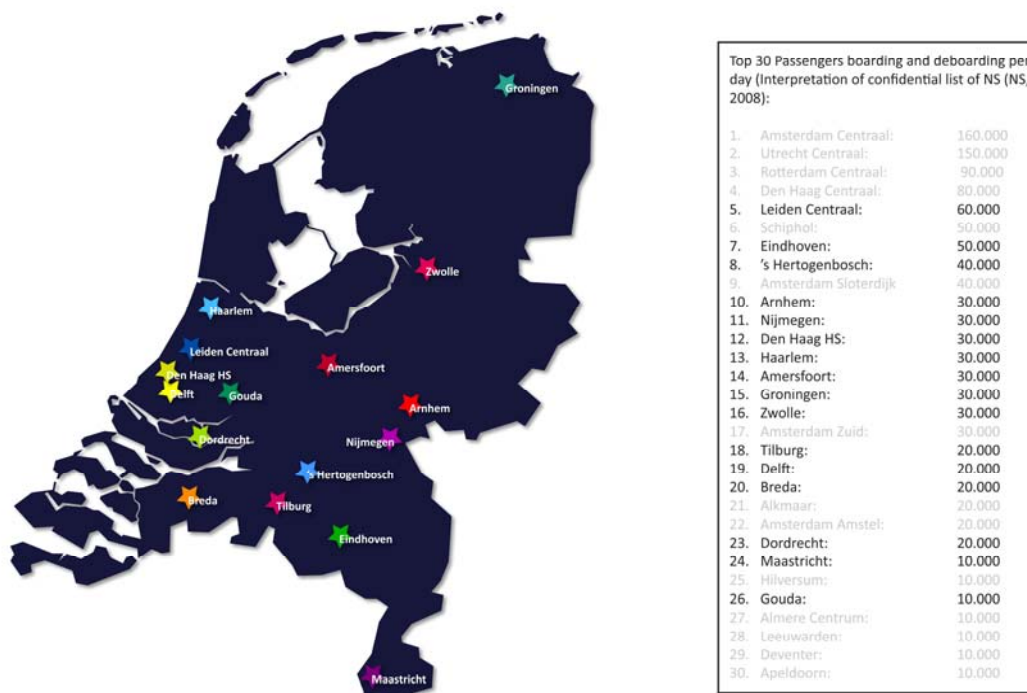 Groningen
Zwolle
Haarlem
Leiden Centraal
Den Haag HS
Amersfoort
Delft
Gouda
Arnhem
Dordrecht
Nijmegen
's Hertogenbosch
Breda
Tilburg
Eindhoven
Maastricht
Top 30 Passengers boarding and deboarding per
day (Interpretation of confidential list of NS (NS,
2008):
1. Amsterdam Centraal: 160.000
2. Utrecht Centraal: 150.000
3. Rotterdam Centraal: 90.000
4. Den Haag Centraal: 80.000
5. Leiden Centraal: 60.000
6. Schiphol: 50.000
7. Eindhoven: 50.000
8. 's Hertogenbosch: 40.000
9. Amsterdam Sloterdijk 40.000
10. Arnhem: 30.000
11. Nijmegen: 30.000
12. Den Haag HS: 30.000
13. Haarlem: 30.000
14. Amersfoort: 30.000
15. Groningen: 30.000
16. Zwolle: 30.000
17. Amsterdam Zuid: 30.000
18. Tilburg: 20.000
19. Delft: 20.000
20. Breda: 20.000
21. Alkmaar: 20.000
22. Amsterdam Amstel: 20.000
23. Dordrecht: 20.000
24. Maastricht: 10.000
25. Hilversum: 10.000
26. Gouda: 10.000
27. Almere Centrum: 10.000
28. Leeuwarden: 10.000
29. Deventer: 10.000
30. Apeldoorn: 10.000